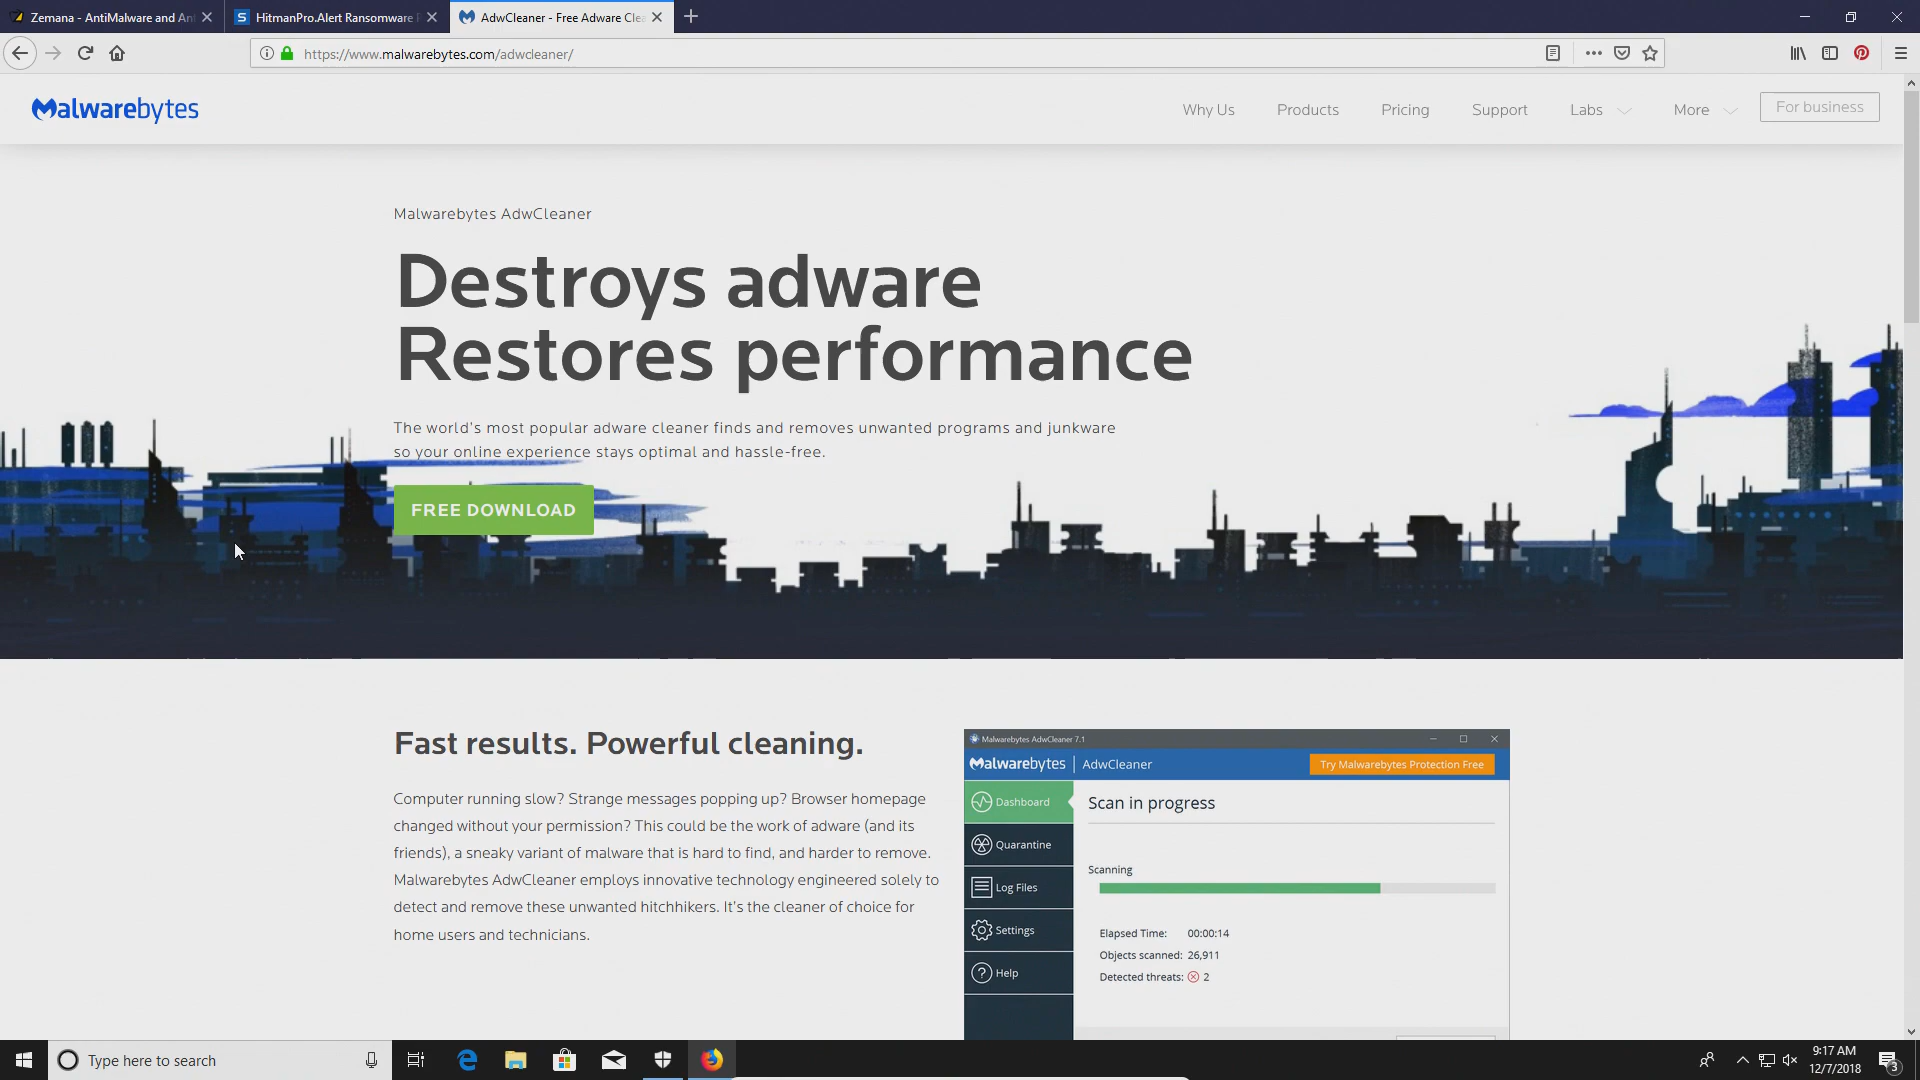 Zemana - AntiMalware and Ant
HitmanPro.Alert Ransomware P
AdwCleaner - Free Adware Clea
https://www.malwarebytes.com/adwcleaner/
Malwarebytes
Why Us
Products
Pricing
Support
Labs
More
For business
Malwarebytes AdwCleaner
Destroys adware
Restores performance
The world's most popular adware cleaner finds and removes unwanted programs and junkware
so your online experience stays optimal and hassle-free.
FREE DOWNLOAD
Fast results. Powerful cleaning.
Computer running slow? Strange messages popping up? Browser homepage
changed without your permission? This could be the work of adware (and its
friends), a sneaky variant of malware that is hard to find, and harder to remove.
Malwarebytes AdwCleaner employs innovative technology engineered solely to
detect and remove these unwanted hitchhikers. It's the cleaner of choice for
home users and technicians.
Malwarebytes AdwCleaner 7.1
Malwarebytes | AdwCleaner
Try Malwarebytes Protection Free
Dashboard
Quarantine
Log Files
Settings
Help
Scan in progress
Scanning
Elapsed Time: 00:00:14
Objects scanned: 26,911
Detected threats: 2
Type here to search
9:17 AM
12/7/2018
3